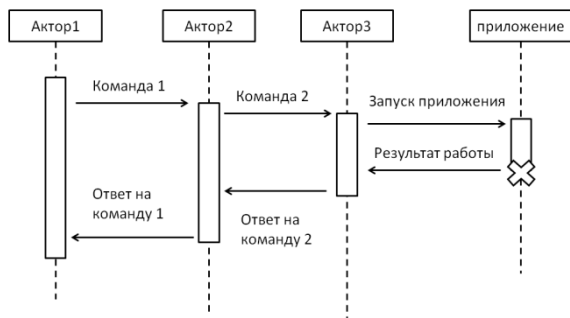 Актор1
Актор2
Актор3
приложение
Команда 1
Команда 2
Запуск приложения
Результат работы
Ответ на
команду 1
Ответ на
команду 2